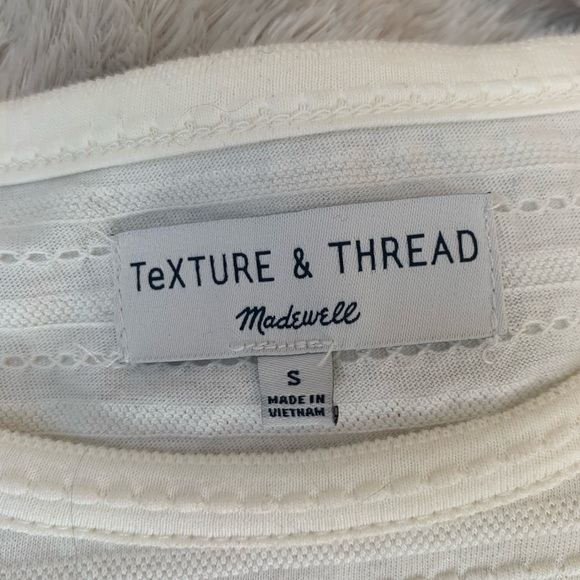 TeXTURE & THREAD
Madewell
S
MADE IN
VIETNAM